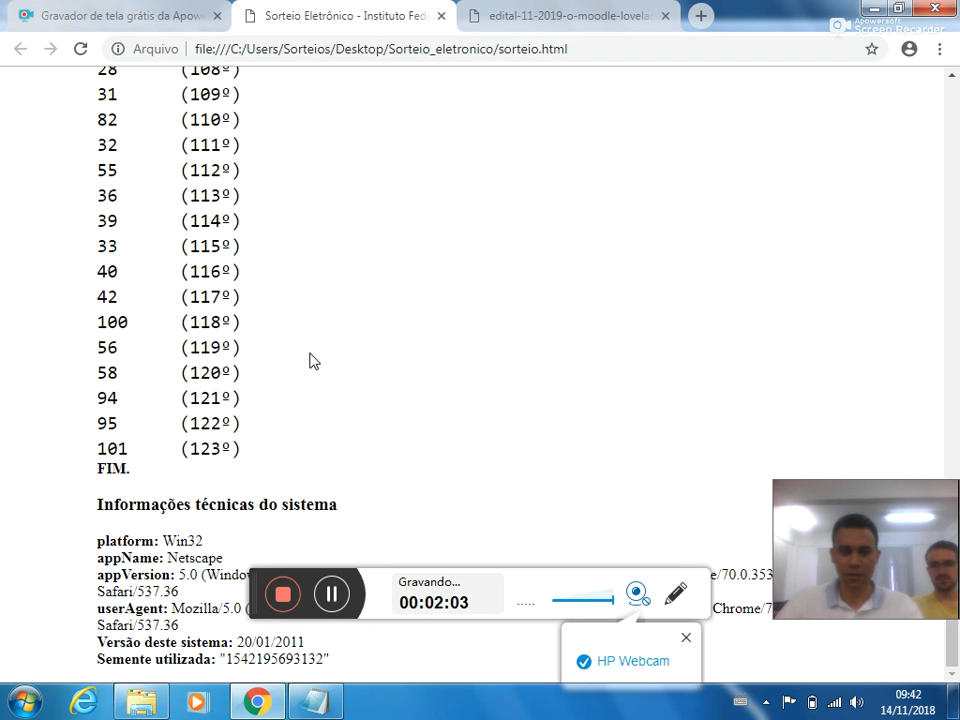 Gravador de tela grátis da Apow
Sorteio Eletrônico - Instituto Fed
edital-11-2019-o-moodle-lovela
Apowersoft
Screen Recorder
Arquivo
file:///C:/Users/Sorteios/Desktop/Sorteio_eletronico/sorteio.html
28 (108º)
31 (109º)
82 (110º)
32 (111º)
55 (112º)
36 (113º)
39 (114º)
33 (115º)
40 (116º)
42 (117º)
100 (118º)
56 (119º)
58 (120º)
94 (121º)
95 (122º)
101 (123º)
FIM.
Informações técnicas do sistema
platform: Win32
appName: Netscape
appVersion: 5.0 (Windo e/70.0.353
Safari/537.36
userAgent: Mozilla/5.0 ( Chrome/7
Safari/537.36
Versão deste sistema: 20/01/2011
Semente utilizada: "1542195693132"
Gravando...
00:02:03
HP Webcam
09:42
14/11/2018